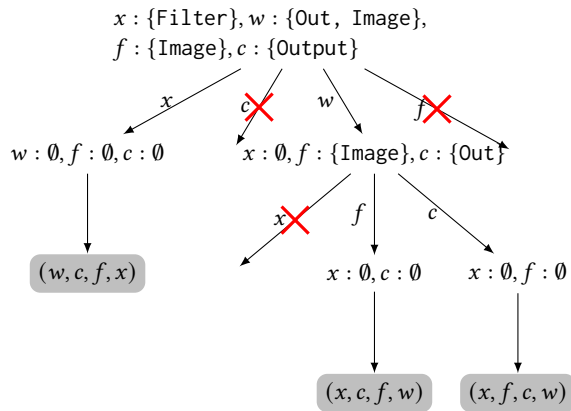 x : {Filter}, w : {Out, Image},
f : {Image}, c : {Output}
x
c
w
f
w : ∅, f : ∅, c : ∅
x : ∅, f : {Image}, c : {Out}
x
f
c
(w, c, f, x)
x : ∅, c : ∅
x : ∅, f : ∅
(x, c, f, w)
(x, f, c, w)